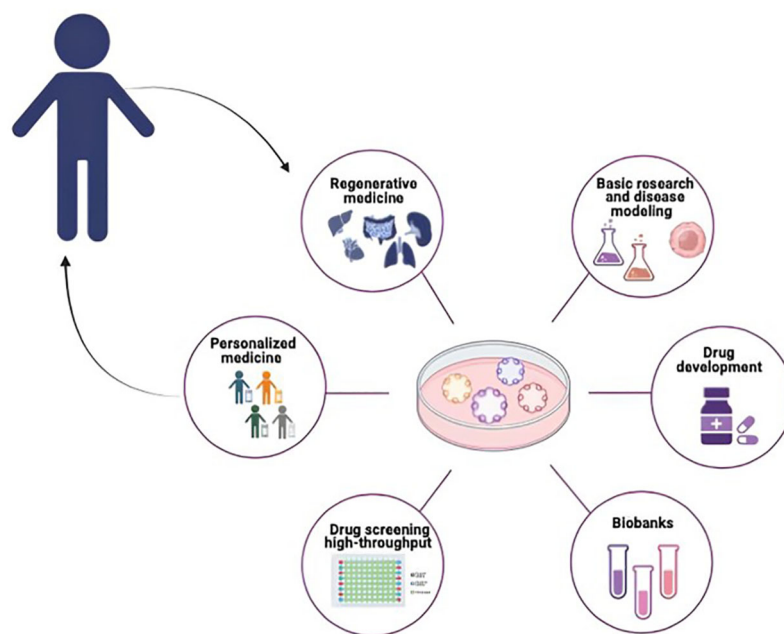 Regenerative
medicine
Basic research
and disease
modeling
Personalized
medicine
Drug
development
Drug screening
high-throughput
Biobanks